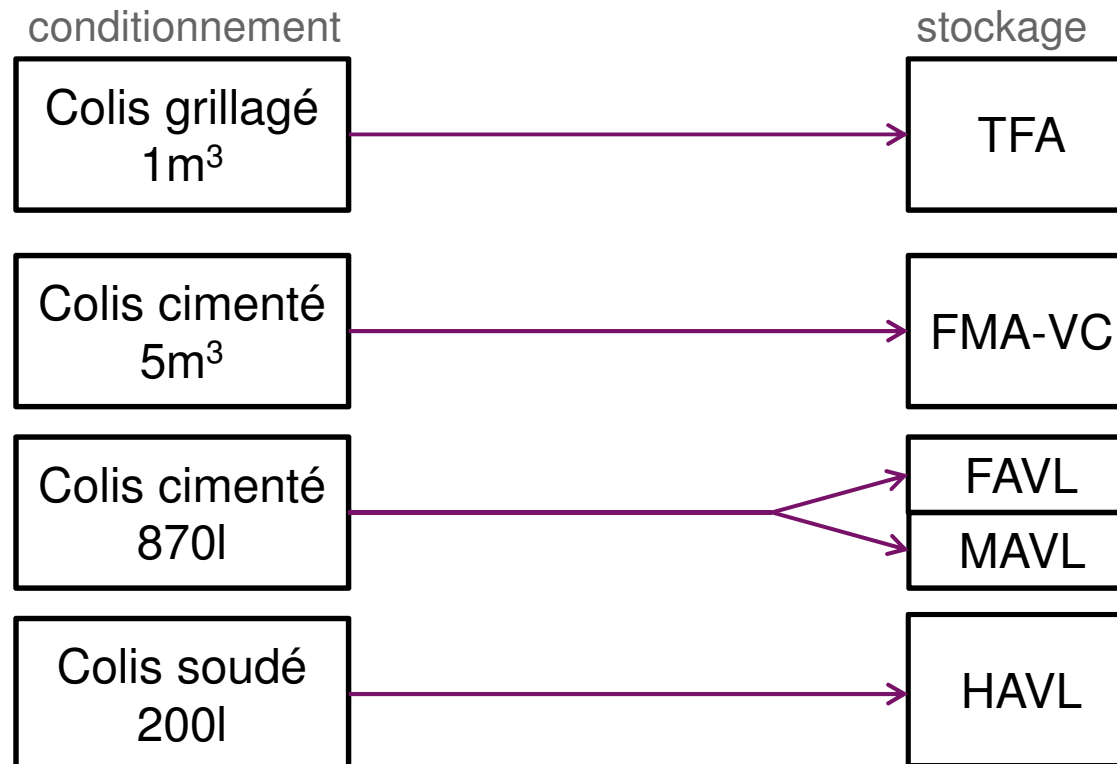 conditionnement
stockage
Colis grillagé
1m³
TFA
Colis cimenté
5m³
FMA-VC
Colis cimenté
870l
FAVL
MAVL
Colis soudé
200l
HAVL